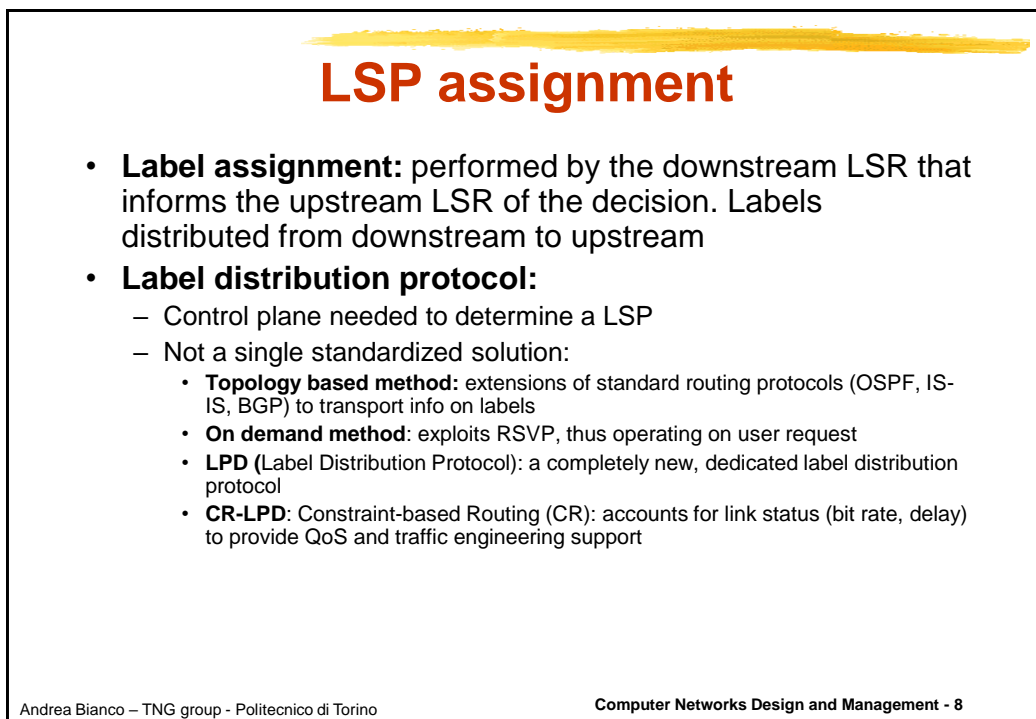 LSP assignment
• Label assignment: performed by the downstream LSR that
informs the upstream LSR of the decision. Labels
distributed from downstream to upstream
• Label distribution protocol:
– Control plane needed to determine a LSP
– Not a single standardized solution:
• Topology based method: extensions of standard routing protocols (OSPF, IS-
IS, BGP) to transport info on labels
• On demand method: exploits RSVP, thus operating on user request
• LPD (Label Distribution Protocol): a completely new, dedicated label distribution
protocol
• CR-LPD: Constraint-based Routing (CR): accounts for link status (bit rate, delay)
to provide QoS and traffic engineering support
Andrea Bianco – TNG group - Politecnico di Torino
Computer Networks Design and Management - 8